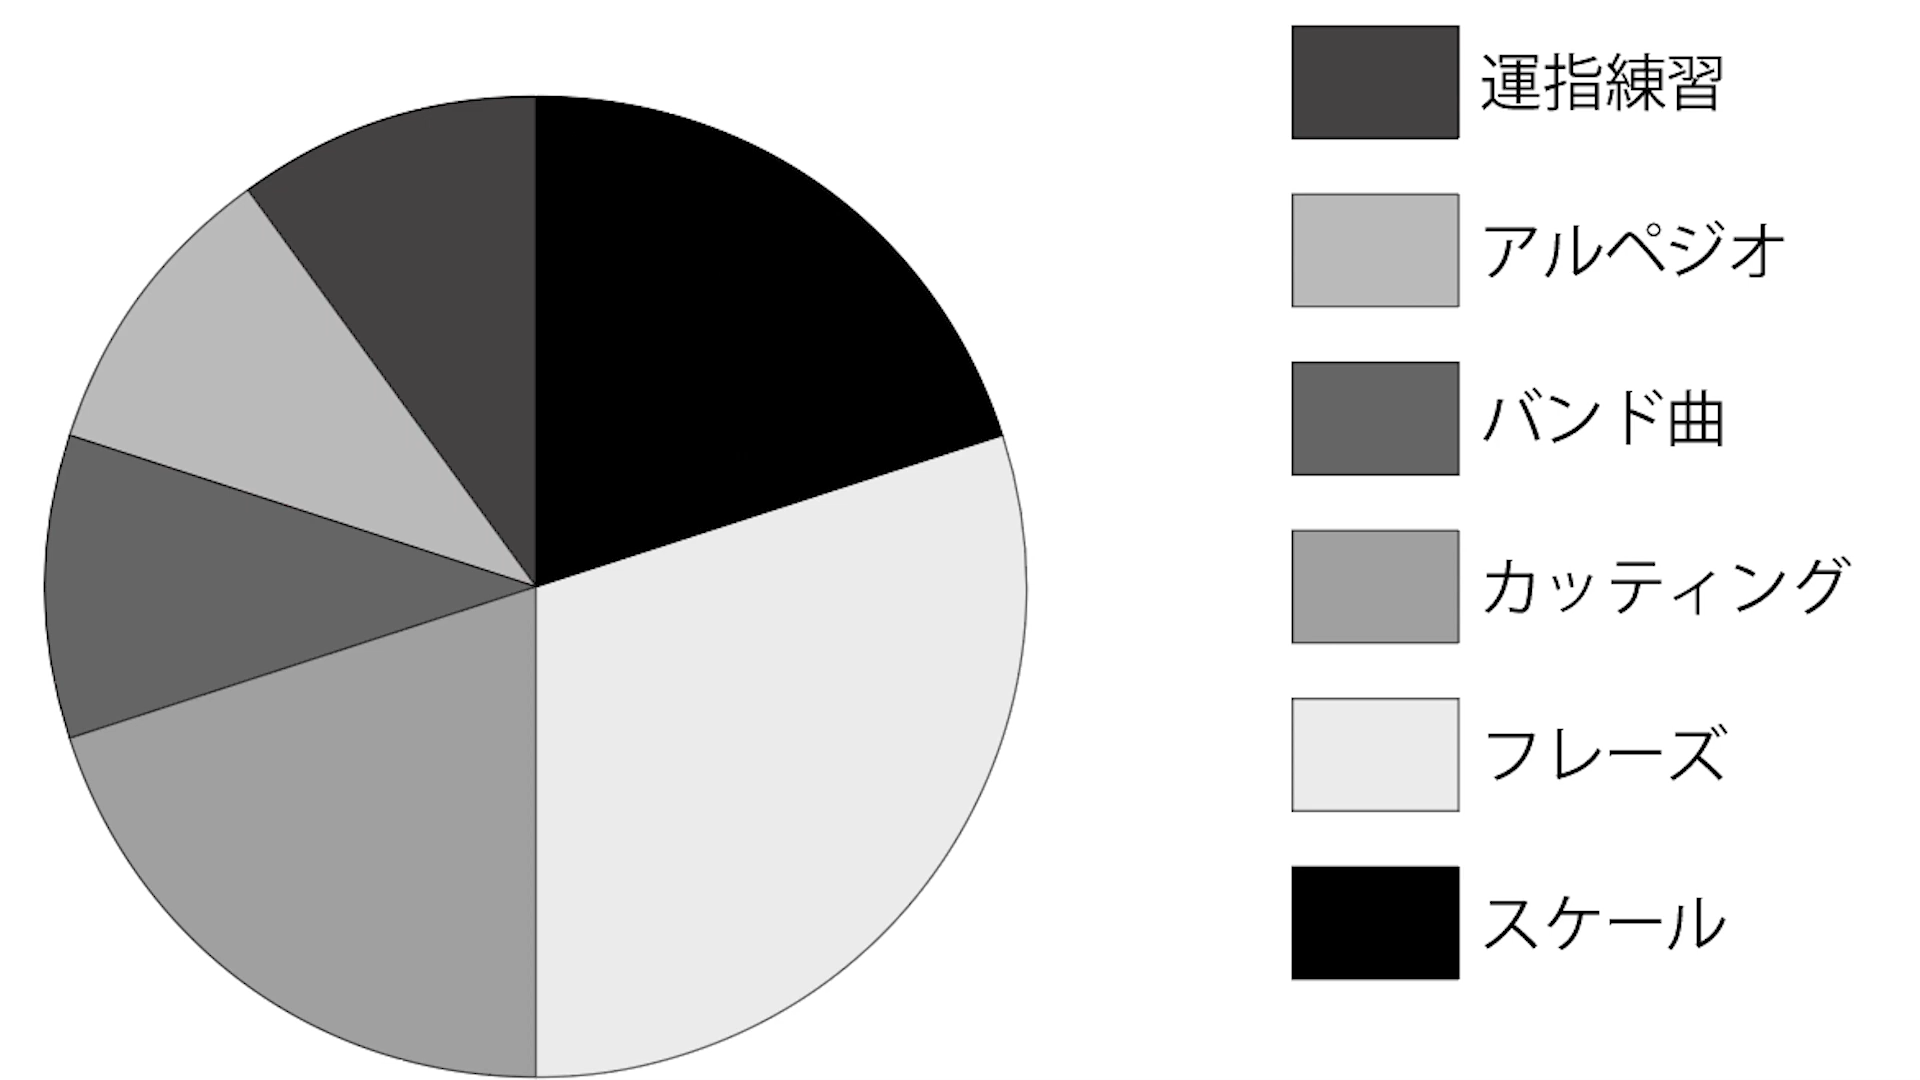 運指練習
アルペジオ
バンド曲
カッティング
フレーズ
スケール